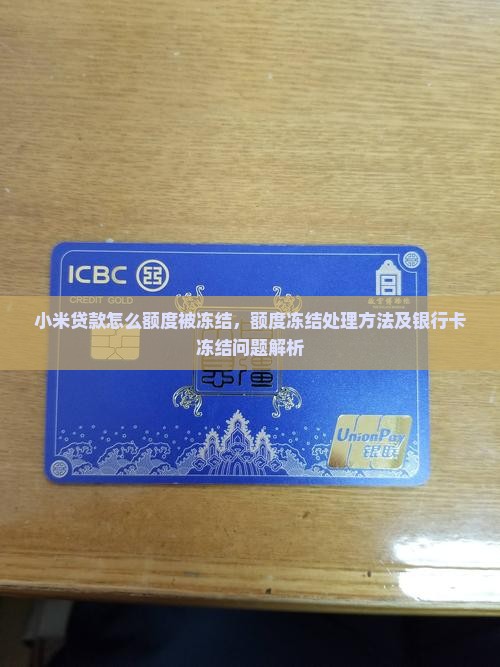 ICBC
CREDIT GOLD
小米贷款怎么额度被冻结，额度冻结处理方法及银行卡
冻结问题解析
UnionPay
银联